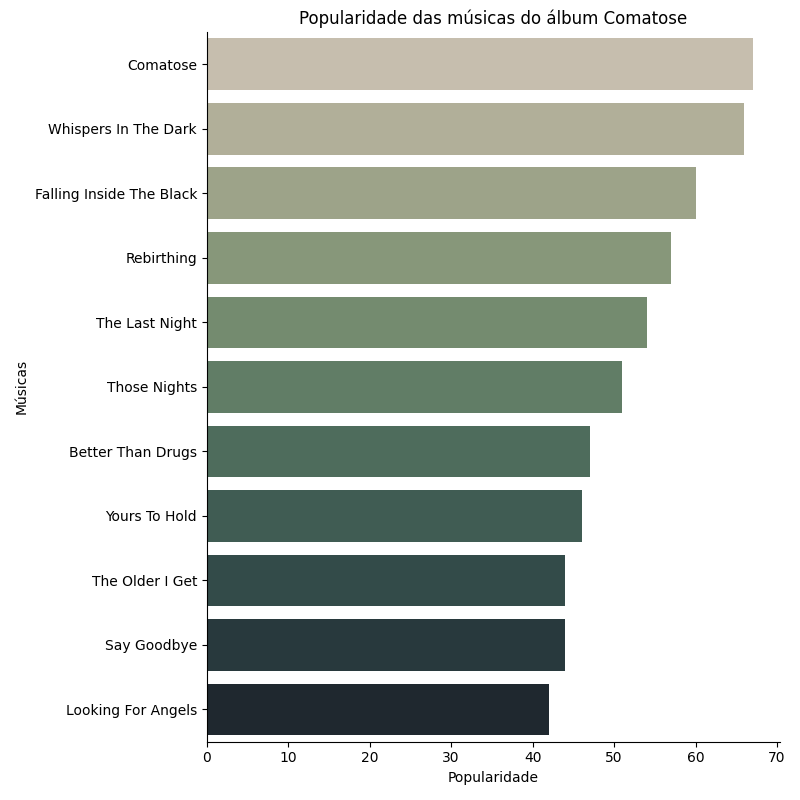 Popularidade das músicas do álbum Comatose
Músicas
Comatose
Whispers In The Dark
Falling Inside The Black
Rebirthing
The Last Night
Those Nights
Better Than Drugs
Yours To Hold
The Older I Get
Say Goodbye
Looking For Angels
0 10 20 30 40 50 60 70
Popularidade